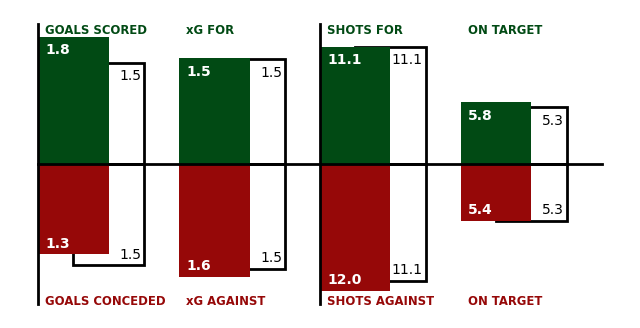 GOALS SCORED xG FOR SHOTS FOR ON TARGET
1.8 1.5 1.5 1.5 11.1 11.1 5.8 5.3
1.3 1.5 1.6 1.5 12.0 11.1 5.4 5.3
GOALS CONCEDED xG AGAINST SHOTS AGAINST ON TARGET